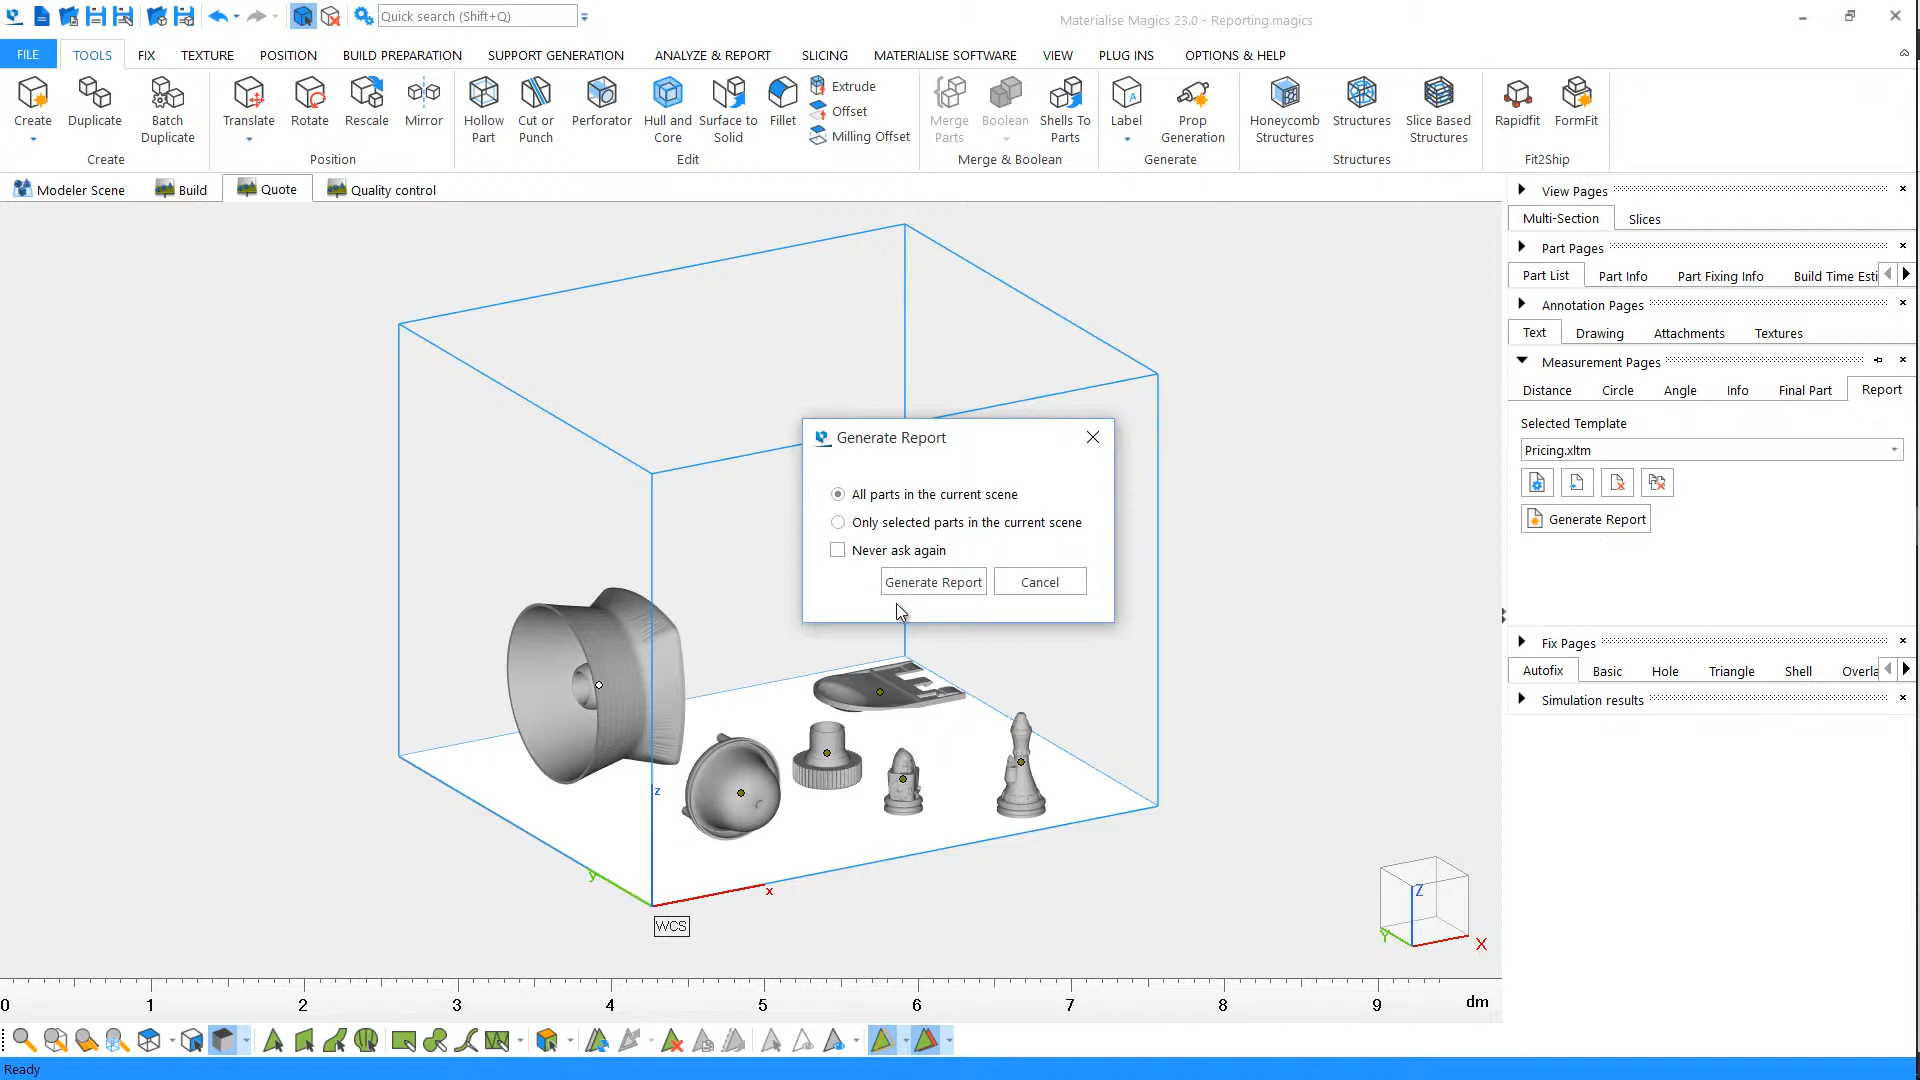 Quick search (Shift+Q)
Materialise Magics 23.0 - Reporting.magics
FILE TOOLS FIX TEXTURE POSITION BUILD PREPARATION SUPPORT GENERATION ANALYZE & REPORT SLICING MATERIALISE SOFTWARE VIEW PLUG INS OPTIONS & HELP
Create Duplicate Batch Duplicate
Create
Translate Rotate Rescale Mirror
Position
Hollow Part Cut or Punch Perforator Hull and Core Surface to Solid Fillet
Extrude
Offset
Milling Offset
Edit
Merge Parts Boolean Shells To Parts
Merge & Boolean
Label Prop Generation
Generate
Honeycomb Structures Structures Slice Based Structures
Structures
Rapidfit FormFit
Fit2Ship
Modeler Scene Build Quote Quality control
Generate Report
All parts in the current scene
Only selected parts in the current scene
Never ask again
Generate Report Cancel
z
y
x
WCS
Z
Y
X
0 1 2 3 4 5 6 7 8 9 dm
View Pages
Multi-Section Slices
Part Pages
Part List Part Info Part Fixing Info Build Time Esti
Annotation Pages
Text Drawing Attachments Textures
Measurement Pages
Distance Circle Angle Info Final Part Report
Selected Template
Pricing.xltm
Generate Report
Fix Pages
Autofix Basic Hole Triangle Shell Overla
Simulation results
Ready